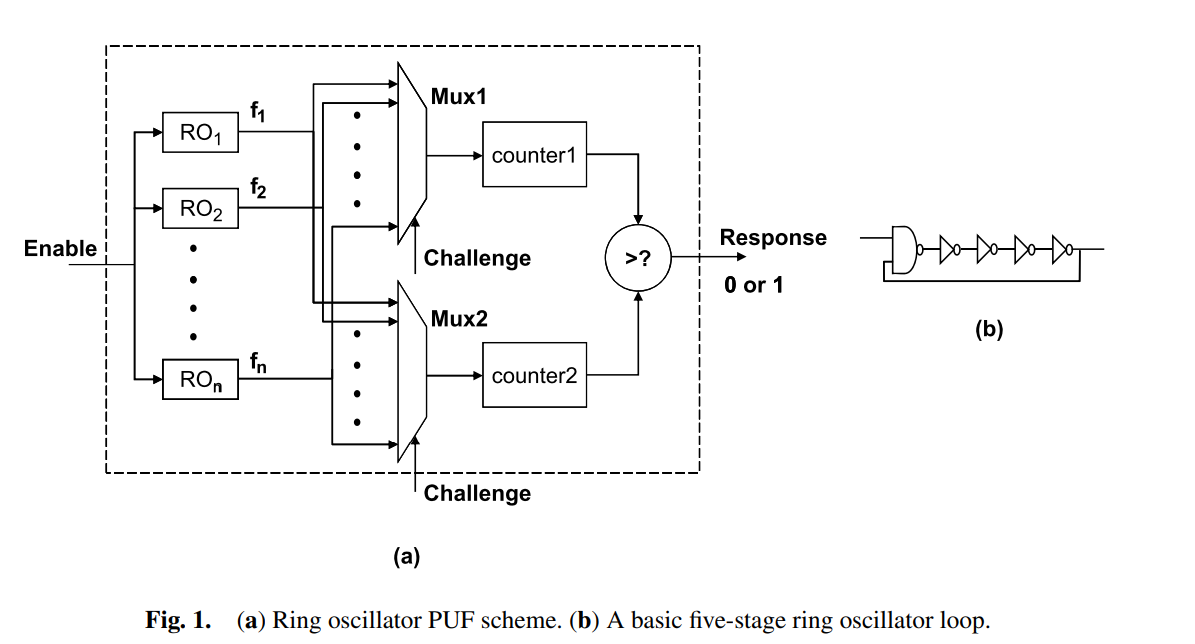 f1
Mux1
RO1
counter1
f2
RO2
Enable
Challenge
>?
Response
0 or 1
Mux2
(b)
fn
ROn
counter2
Challenge
(a)
Fig. 1. (a) Ring oscillator PUF scheme. (b) A basic five-stage ring oscillator loop.